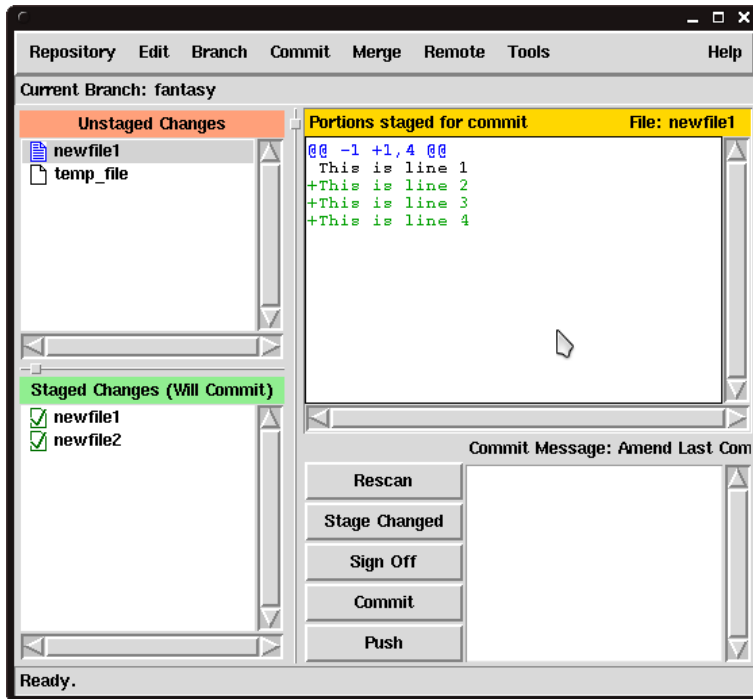 Repository Edit Branch Commit Merge Remote Tools Help
Current Branch: fantasy
Unstaged Changes
newfile1
temp_file
Staged Changes (Will Commit)
newfile1
newfile2
Portions staged for commit File: newfile1
@@ -1 +1,4 @@
This is line 1
+This is line 2
+This is line 3
+This is line 4
Commit Message: Amend Last Com
Rescan
Stage Changed
Sign Off
Commit
Push
Ready.